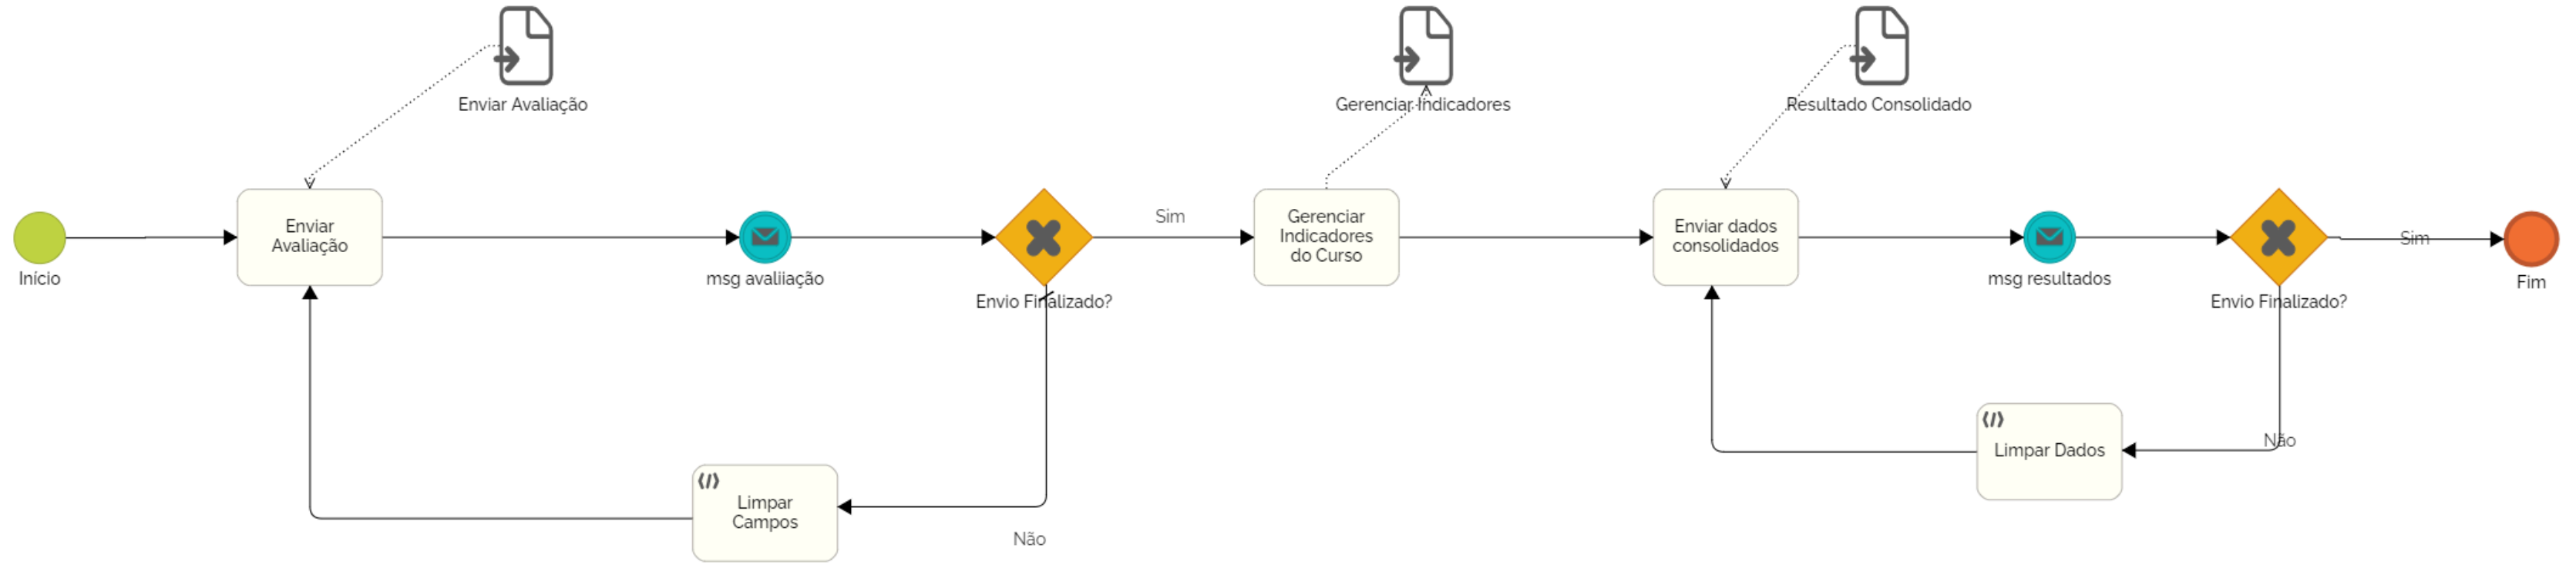 Enviar Avaliação
Gerenciar Indicadores
Resultado Consolidado
Início
Enviar
Avaliação
msg avaliiação
Envio Finalizado?
Sim
Gerenciar
Indicadores
do Curso
Enviar dados
consolidados
msg resultados
Envio Finalizado?
Sim
Fim
Limpar
Campos
Não
Limpar Dados
Não